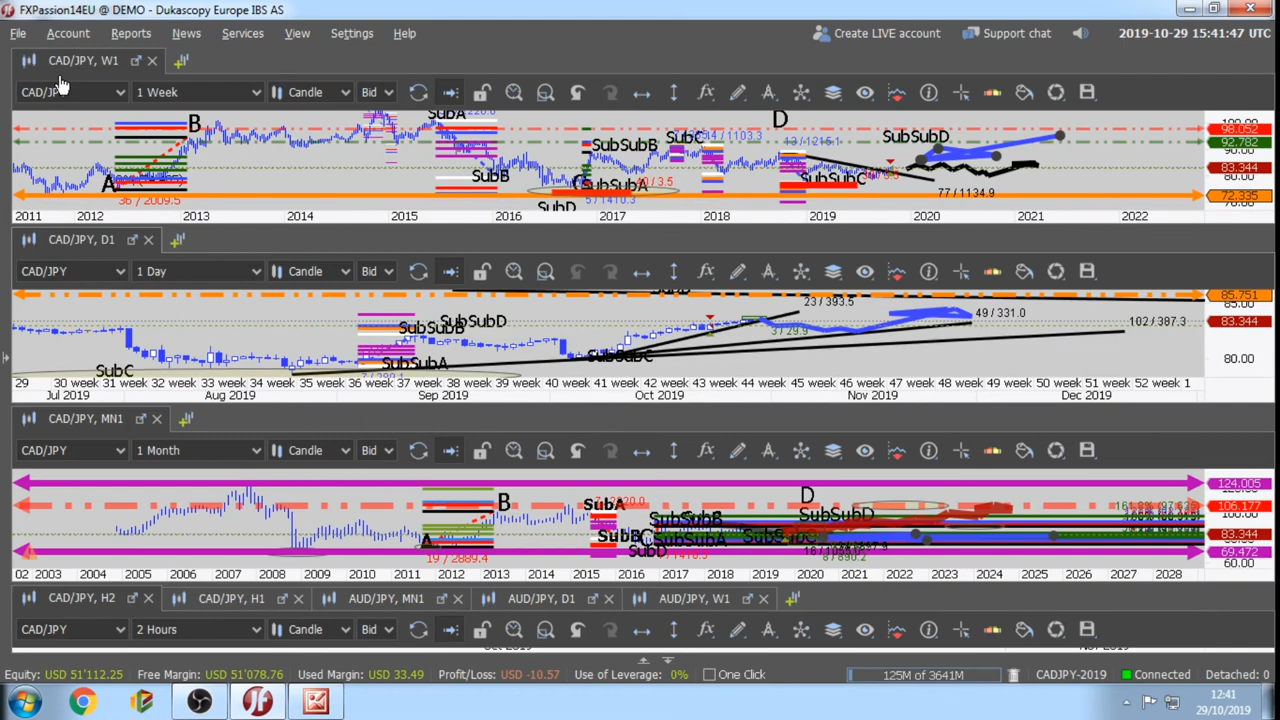 FXPassion14EU @ DEMO - Dukascopy Europe IBS AS
File Account Reports News Services View Settings Help Create LIVE account Support chat 2019-10-29 15:41:47 UTC
CAD/JPY, W1
CAD/JPY 1 Week Candle Bid
B D SubSubD
SubA SubSubB SubC 13 / 1215.1
98.052
92.782
A SubB SubSubA SubSubC
83.344
80.00
36 / 2009.5 SubD 5 / 1410.3 77 / 1134.9
72.335
2011 2012 2013 2014 2015 2016 2017 2018 2019 2020 2021 2022
CAD/JPY, D1
CAD/JPY 1 Day Candle Bid
85.751
23 / 393.5
49 / 331.0
SubSubB SubSubD 102 / 387.3 83.344
3 / 29.9
SubC SubSubA SubSubC 80.00
29 30 week 31 week 32 week 33 week 34 week 35 week 36 week 37 week 38 week 39 week 40 week 41 week 42 week 43 week 44 week 45 week 46 week 47 week 48 week 49 week 50 week 51 week 52 week 1
Jul 2019 Aug 2019 Sep 2019 Oct 2019 Nov 2019 Dec 2019
CAD/JPY, MN1
CAD/JPY 1 Month Candle Bid
124.005
B SubA D 106.177
SubSubB SubSubD 100.00
A SubB SubSubA SubSubC 83.344
19 / 2889.4 SubD 69.472
60.00
02 2003 2004 2005 2006 2007 2008 2009 2010 2011 2012 2013 2014 2015 2016 2017 2018 2019 2020 2021 2022 2023 2024 2025 2026 2027 2028
CAD/JPY, H2 CAD/JPY, H1 AUD/JPY, MN1 AUD/JPY, D1 AUD/JPY, W1
CAD/JPY 2 Hours Candle Bid
Equity: USD 51'112.25 Free Margin: USD 51'078.76 Used Margin: USD 33.49 Profit/Loss: USD -10.57 Use of Leverage: 0% One Click 125M of 3641M CADJPY-2019 Connected Detached: 0
12:41
29/10/2019